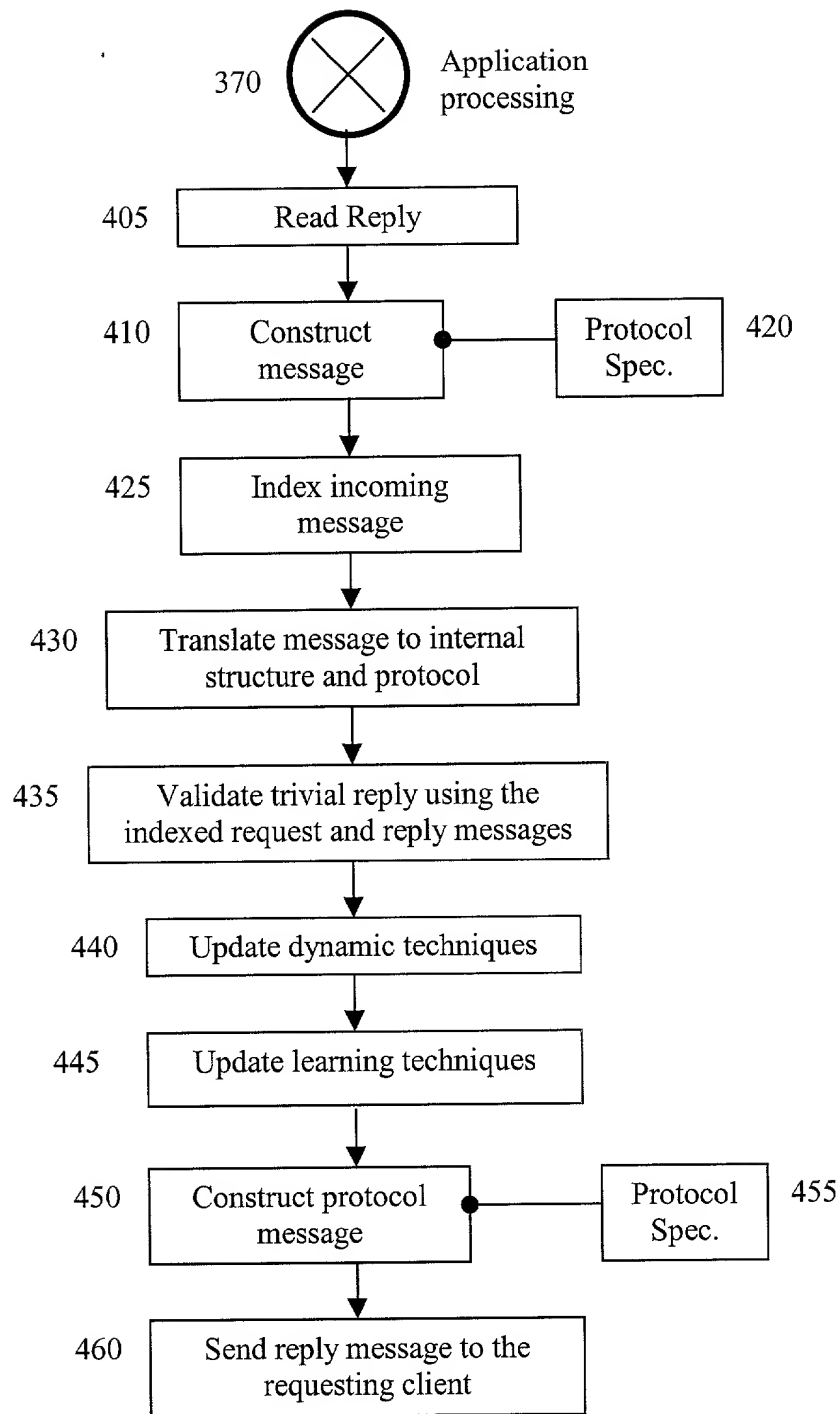 370
Application
processing
405
Read Reply
410
Construct
message
Protocol
Spec.
420
425
Index incoming
message
430
Translate message to internal
structure and protocol
435
Validate trivial reply using the
indexed request and reply messages
440
Update dynamic techniques
445
Update learning techniques
450
Construct protocol
message
Protocol
Spec.
455
460
Send reply message to the
requesting client